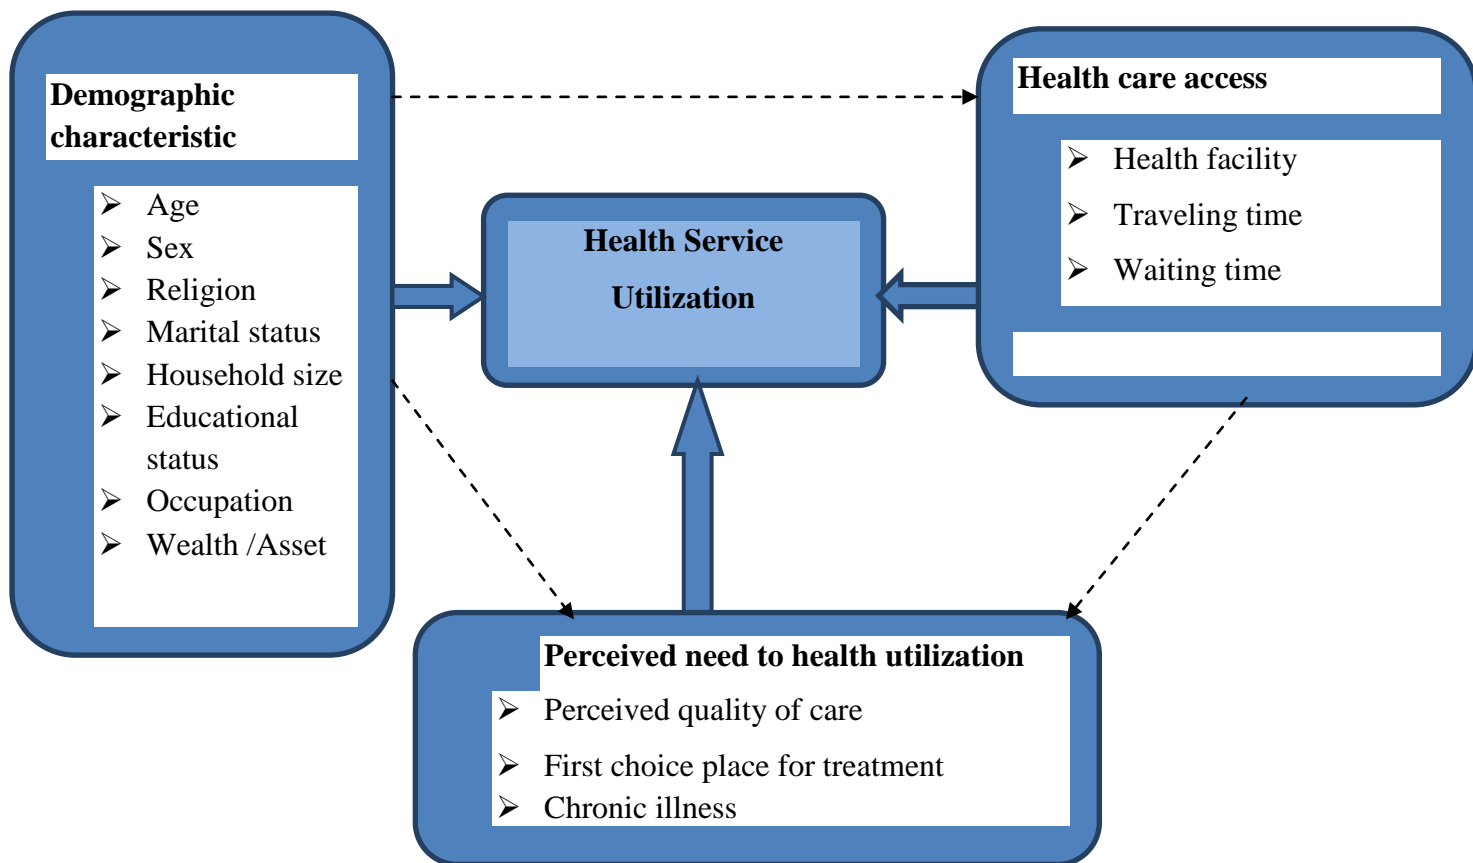 Demographic
characteristic
➢ Age
➢ Sex
➢ Religion
➢ Marital status
➢ Household size
➢ Educational
status
➢ Occupation
➢ Wealth /Asset
Health Service
Utilization
Health care access
➢ Health facility
➢ Traveling time
➢ Waiting time
Perceived need to health utilization
➢ Perceived quality of care
➢ First choice place for treatment
➢ Chronic illness